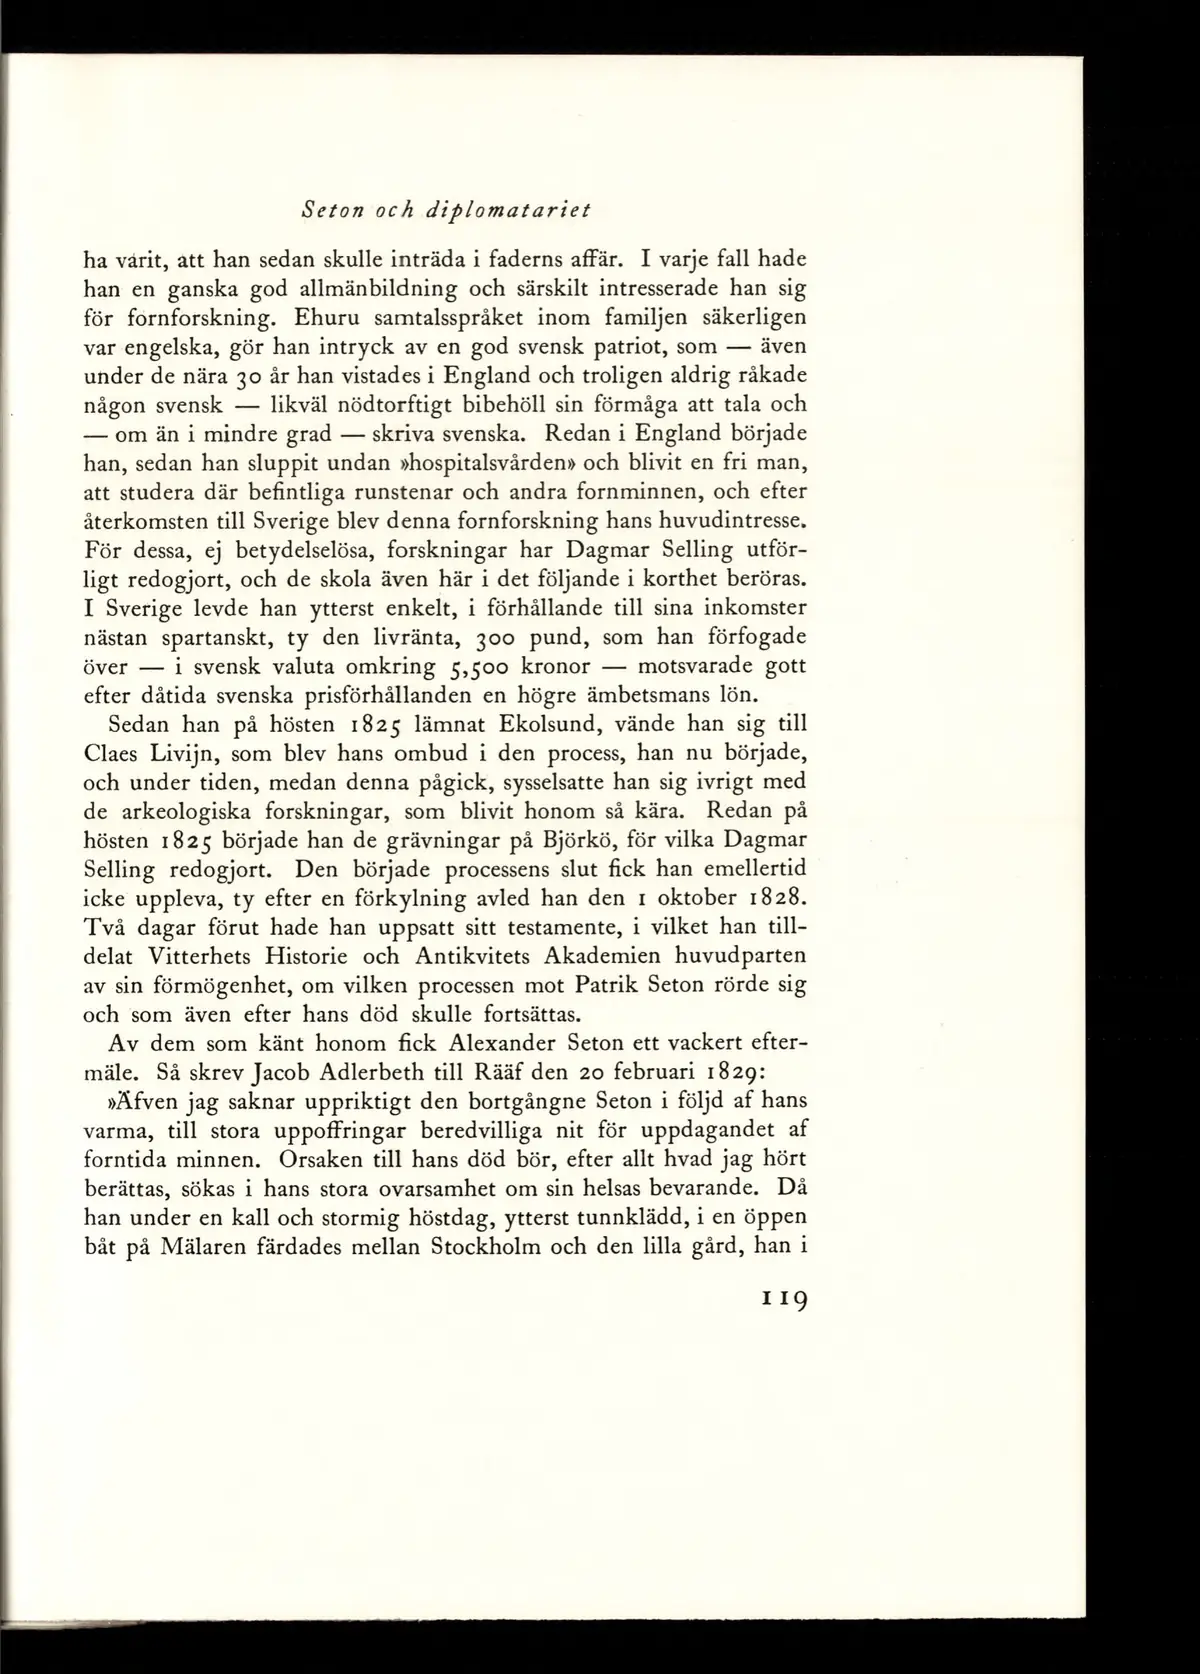 Seton och diplomatariet
ha varit, att han sedan skulle inträda i faderns affär. I varje fall hade
han en ganska god allmänbildning och särskilt intresserade han sig
för fornforskning. Ehuru samtalsspråket inom familjen säkerligen
var engelska, gör han intryck av en god svensk patriot, som — även
under de nära 30 år han vistades i England och troligen aldrig råkade
någon svensk — likväl nödtorftigt bibehöll sin förmåga att tala och
— om än i mindre grad — skriva svenska. Redan i England började
han, sedan han sluppit undan »hospitalsvården» och blivit en fri man,
att studera där befintliga runstenar och andra fornminnen, och efter
återkomsten till Sverige blev denna fornforskning hans huvudintresse.
För dessa, ej betydelselösa, forskningar har Dagmar Selling utför-
ligt redogjort, och de skola även här i det följande i korthet beröras.
I Sverige levde han ytterst enkelt, i förhållande till sina inkomster
nästan spartanskt, ty den livränta, 300 pund, som han förfogade
över — i svensk valuta omkring 5,500 kronor — motsvarade gott
efter dåtida svenska prisförhållanden en högre ämbetsmans lön.
Sedan han på hösten 1825 lämnat Ekolsund, vände han sig till
Claes Livijn, som blev hans ombud i den process, han nu började,
och under tiden, medan denna pågick, sysselsatte han sig ivrigt med
de arkeologiska forskningar, som blivit honom så kära. Redan på
hösten 1825 började han de grävningar på Björkö, för vilka Dagmar
Selling redogjort. Den började processens slut fick han emellertid
icke uppleva, ty efter en förkylning avled han den 1 oktober 1828.
Två dagar förut hade han uppsatt sitt testamente, i vilket han till-
delat Vitterhets Historie och Antikvitets Akademien huvudparten
av sin förmögenhet, om vilken processen mot Patrik Seton rörde sig
och som även efter hans död skulle fortsättas.
Av dem som känt honom fick Alexander Seton ett vackert efter-
mäle. Så skrev Jacob Adlerbeth till Rääf den 20 februari 1829:
»Äfven jag saknar uppriktigt den bortgångne Seton i följd af hans
varma, till stora uppoffringar beredvilliga nit för uppdagandet af
forntida minnen. Orsaken till hans död bör, efter allt hvad jag hört
berättas, sökas i hans stora ovarsamhet om sin helsas bevarande. Då
han under en kall och stormig höstdag, ytterst tunnklädd, i en öppen
båt på Mälaren färdades mellan Stockholm och den lilla gård, han i
119